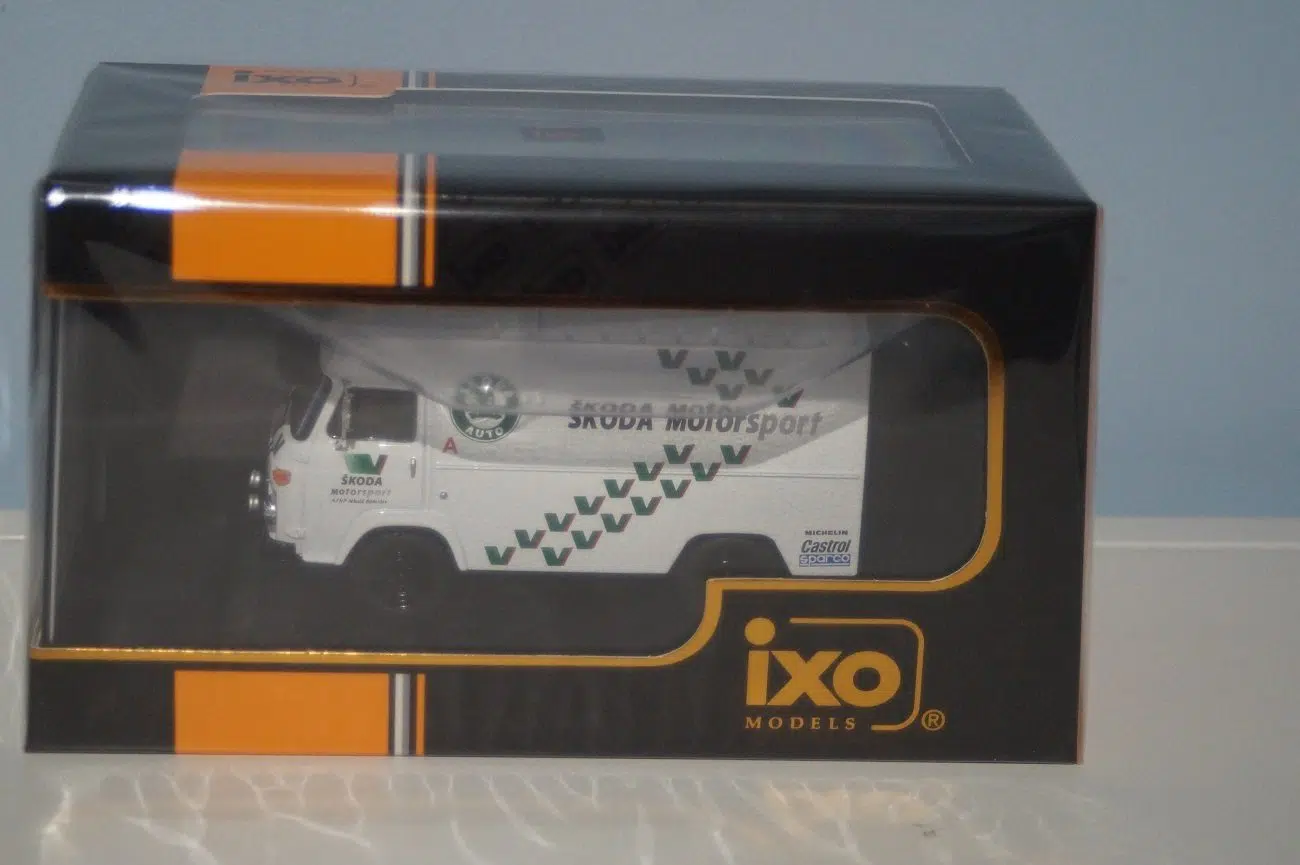 ixo
ŠKODA Motorsport
AUTO
A
ŠKODA
Motorsport
MICHELIN
Castrol
sparco
ixo
MODELS
®